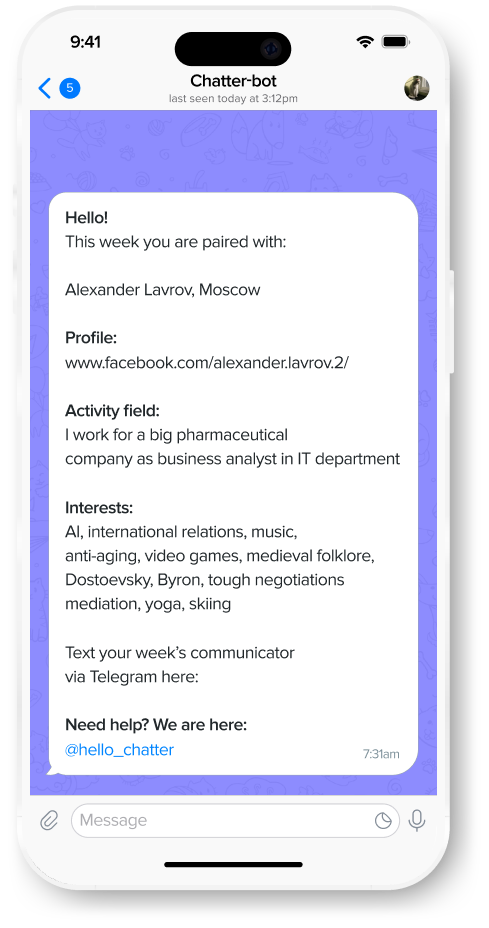 9:41
5
Chatter-bot
last seen today at 3:12pm
Hello!
This week you are paired with:
Alexander Lavrov, Moscow
Profile:
www.facebook.com/alexander.lavrov.2/
Activity field:
I work for a big pharmaceutical
company as business analyst in IT department
Interests:
AI, international relations, music,
anti-aging, video games, medieval folklore,
Dostoevsky, Byron, tough negotiations
mediation, yoga, skiing
Text your week’s communicator
via Telegram here:
Need help? We are here:
@hello_chatter
7:31am
Message